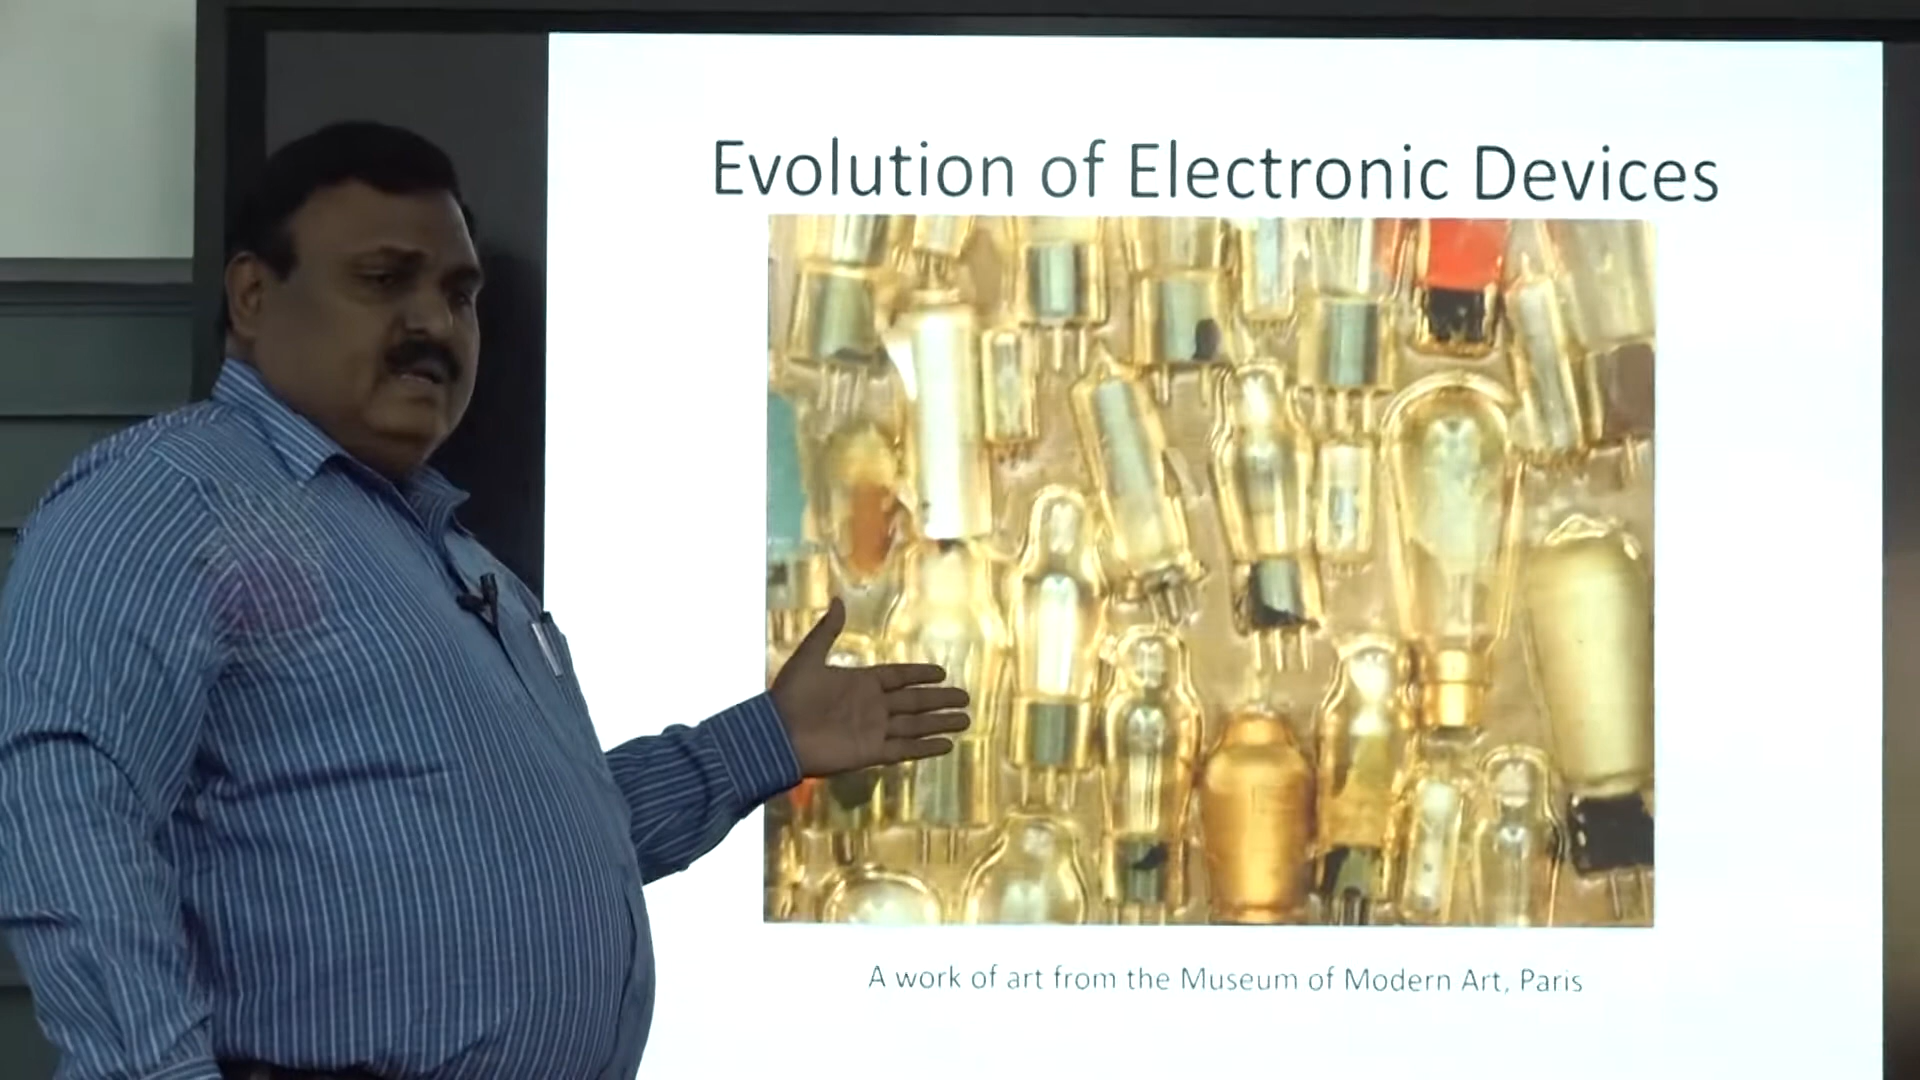 Evolution of Electronic Devices
A work of art from the Museum of Modern Art, Paris